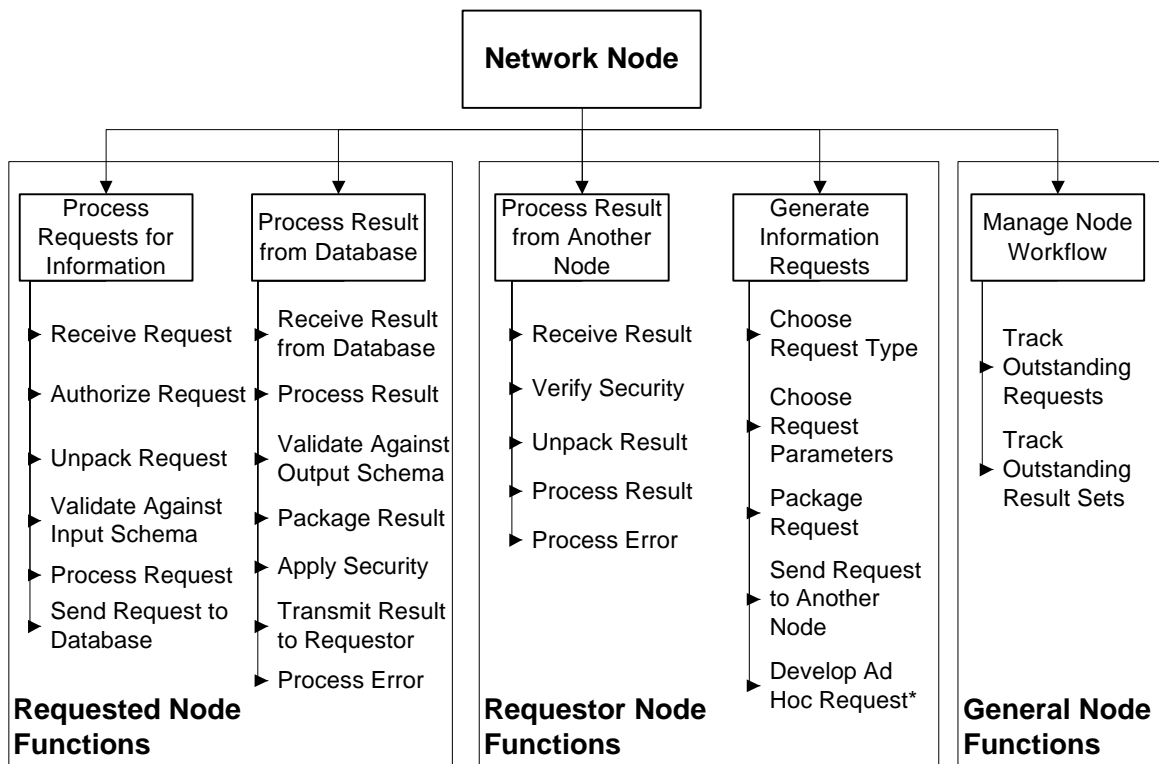 Network Node
Process
Requests for
Information
Receive Request
Authorize Request
Unpack Request
Validate Against
Input Schema
Process Request
Send Request to
Database
Process Result
from Database
Receive Result
from Database
Process Result
Validate Against
Output Schema
Package Result
Apply Security
Transmit Result
to Requestor
Process Error
Requested Node
Functions
Process Result
from Another
Node
Receive Result
Verify Security
Unpack Result
Process Result
Process Error
Generate
Information
Requests
Choose
Request Type
Choose
Request
Parameters
Package
Request
Send Request
to Another
Node
Develop Ad
Hoc Request*
Requestor Node
Functions
Manage Node
Workflow
Track
Outstanding
Requests
Track
Outstanding
Result Sets
General Node
Functions